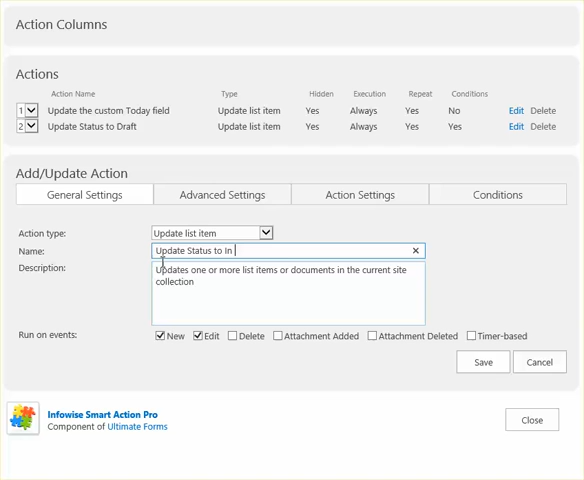 Action Columns
Actions
Action Name Type Hidden Execution Repeat Conditions
1 Update the custom Today field Update list item Yes Always Yes No Edit Delete
2 Update Status to Draft Update list item Yes Always Yes Yes Edit Delete
Add/Update Action
General Settings Advanced Settings Action Settings Conditions
Action type: Update list item
Name: Update Status to In
Description: Updates one or more list items or documents in the current site
collection
Run on events: New Edit Delete Attachment Added Attachment Deleted Timer-based
Save Cancel
Infowise Smart Action Pro
Component of Ultimate Forms
Close